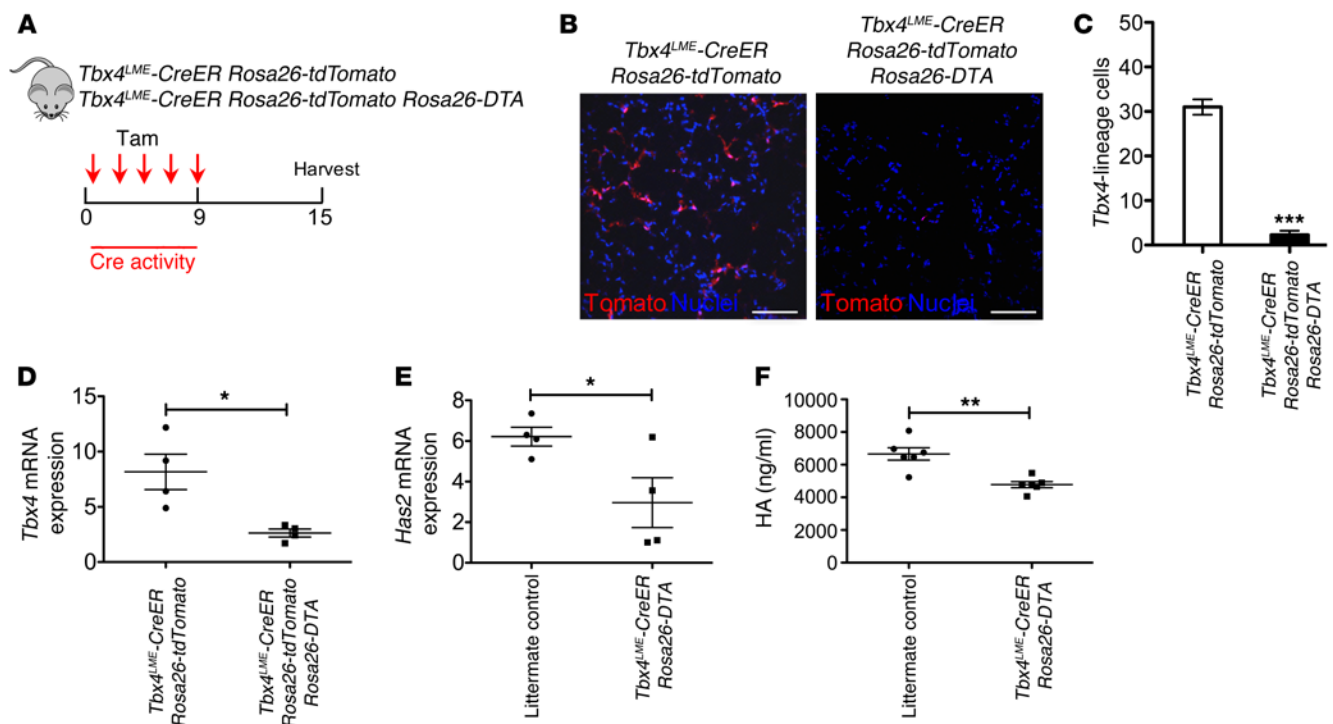 A
Tbx4LME-CreER Rosa26-tdTomato
Tbx4LME-CreER Rosa26-tdTomato Rosa26-DTA
Tam
Harvest
0 9 15
Cre activity
B
Tbx4LME-CreER
Rosa26-tdTomato
Tbx4LME-CreER
Rosa26-tdTomato
Rosa26-DTA
Tomato Nuclei
Tomato Nuclei
C
Tbx4-lineage cells
50
40
30
20
10
0
***
Tbx4LME-CreER
Rosa26-tdTomato
Tbx4LME-CreER
Rosa26-tdTomato
Rosa26-DTA
D
Tbx4 mRNA
expression
15
10
5
0
*
Tbx4LME-CreER
Rosa26-tdTomato
Tbx4LME-CreER
Rosa26-tdTomato
Rosa26-DTA
E
Has2 mRNA
expression
8
6
4
2
0
*
Littermate control
Tbx4LME-CreER
Rosa26-DTA
F
HA (ng/ml)
10000
8000
6000
4000
2000
0
**
Littermate control
Tbx4LME-CreER
Rosa26-DTA